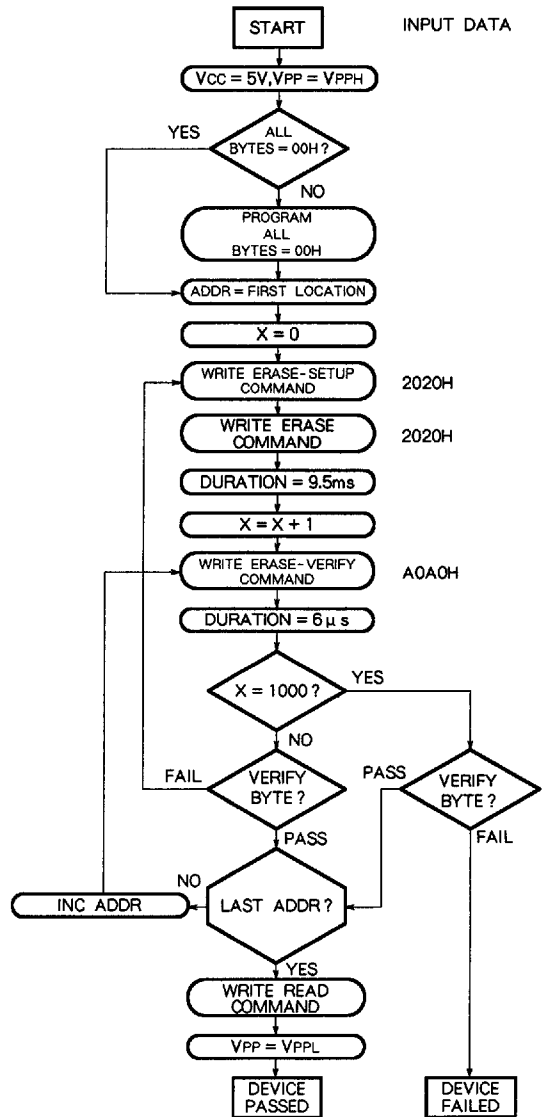 START
INPUT DATA
VCC = 5V, VPP = VPPH
YES
ALL
BYTES = 00H ?
NO
PROGRAM
ALL
BYTES = 00H
ADDR = FIRST LOCATION
X = 0
WRITE ERASE-SETUP
COMMAND
2020H
WRITE ERASE
COMMAND
2020H
DURATION = 9.5ms
X = X + 1
WRITE ERASE-VERIFY
COMMAND
A0A0H
DURATION = 6 μ s
X = 1000 ?
YES
NO
FAIL
VERIFY
BYTE ?
PASS
VERIFY
BYTE ?
PASS
FAIL
NO
INC ADDR
LAST ADDR ?
YES
WRITE READ
COMMAND
VPP = VPPL
DEVICE
PASSED
DEVICE
FAILED